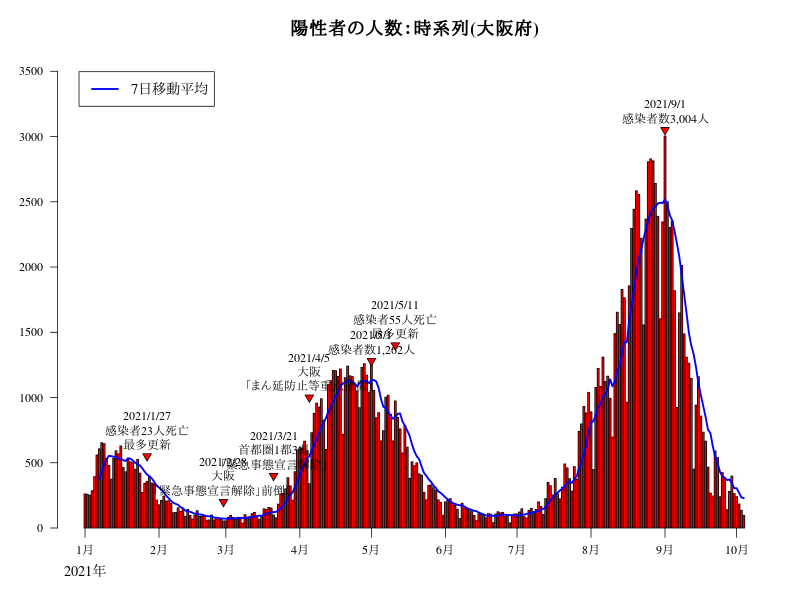 陽性者の人数：時系列(大阪府)
7日移動平均
3500
3000
2500
2000
1500
1000
500
0
2021/9/1
感染者数3,004人
2021/5/11
感染者55人死亡
最多更新
感染者数1,262人
2021/4/5
大阪
「まん延防止等重
2021/1/27
感染者23人死亡
最多更新
2021/3/21
首都圏1都3
緊急事態宣言解除
2021/2/28
大阪
緊急事態宣言解除」前倒し
1月
2月
3月
4月
5月
6月
7月
8月
9月
10月
2021年